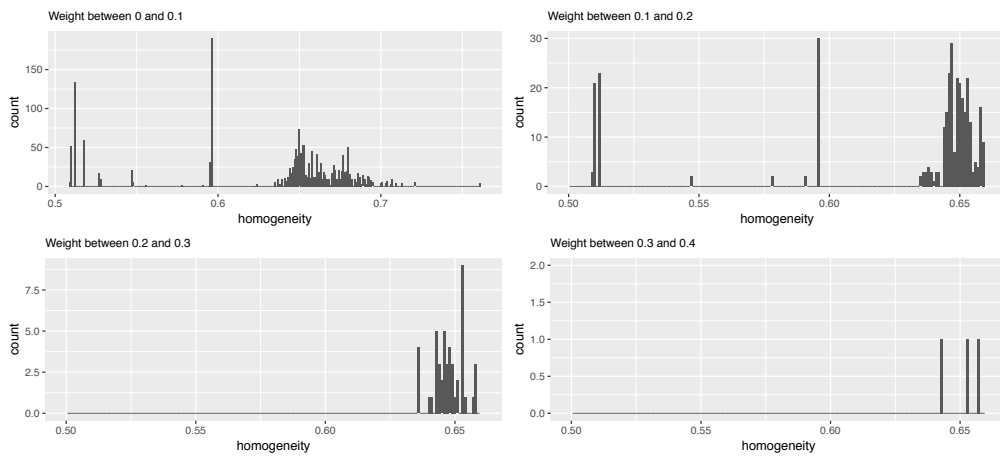 Weight between 0 and 0.1
count
150
100
50
0
0.5 0.6 0.7
homogeneity
Weight between 0.1 and 0.2
count
30
20
10
0
0.50 0.55 0.60 0.65
homogeneity
Weight between 0.2 and 0.3
count
7.5
5.0
2.5
0.0
0.50 0.55 0.60 0.65
homogeneity
Weight between 0.3 and 0.4
count
2.0
1.5
1.0
0.5
0.0
0.50 0.55 0.60 0.65
homogeneity